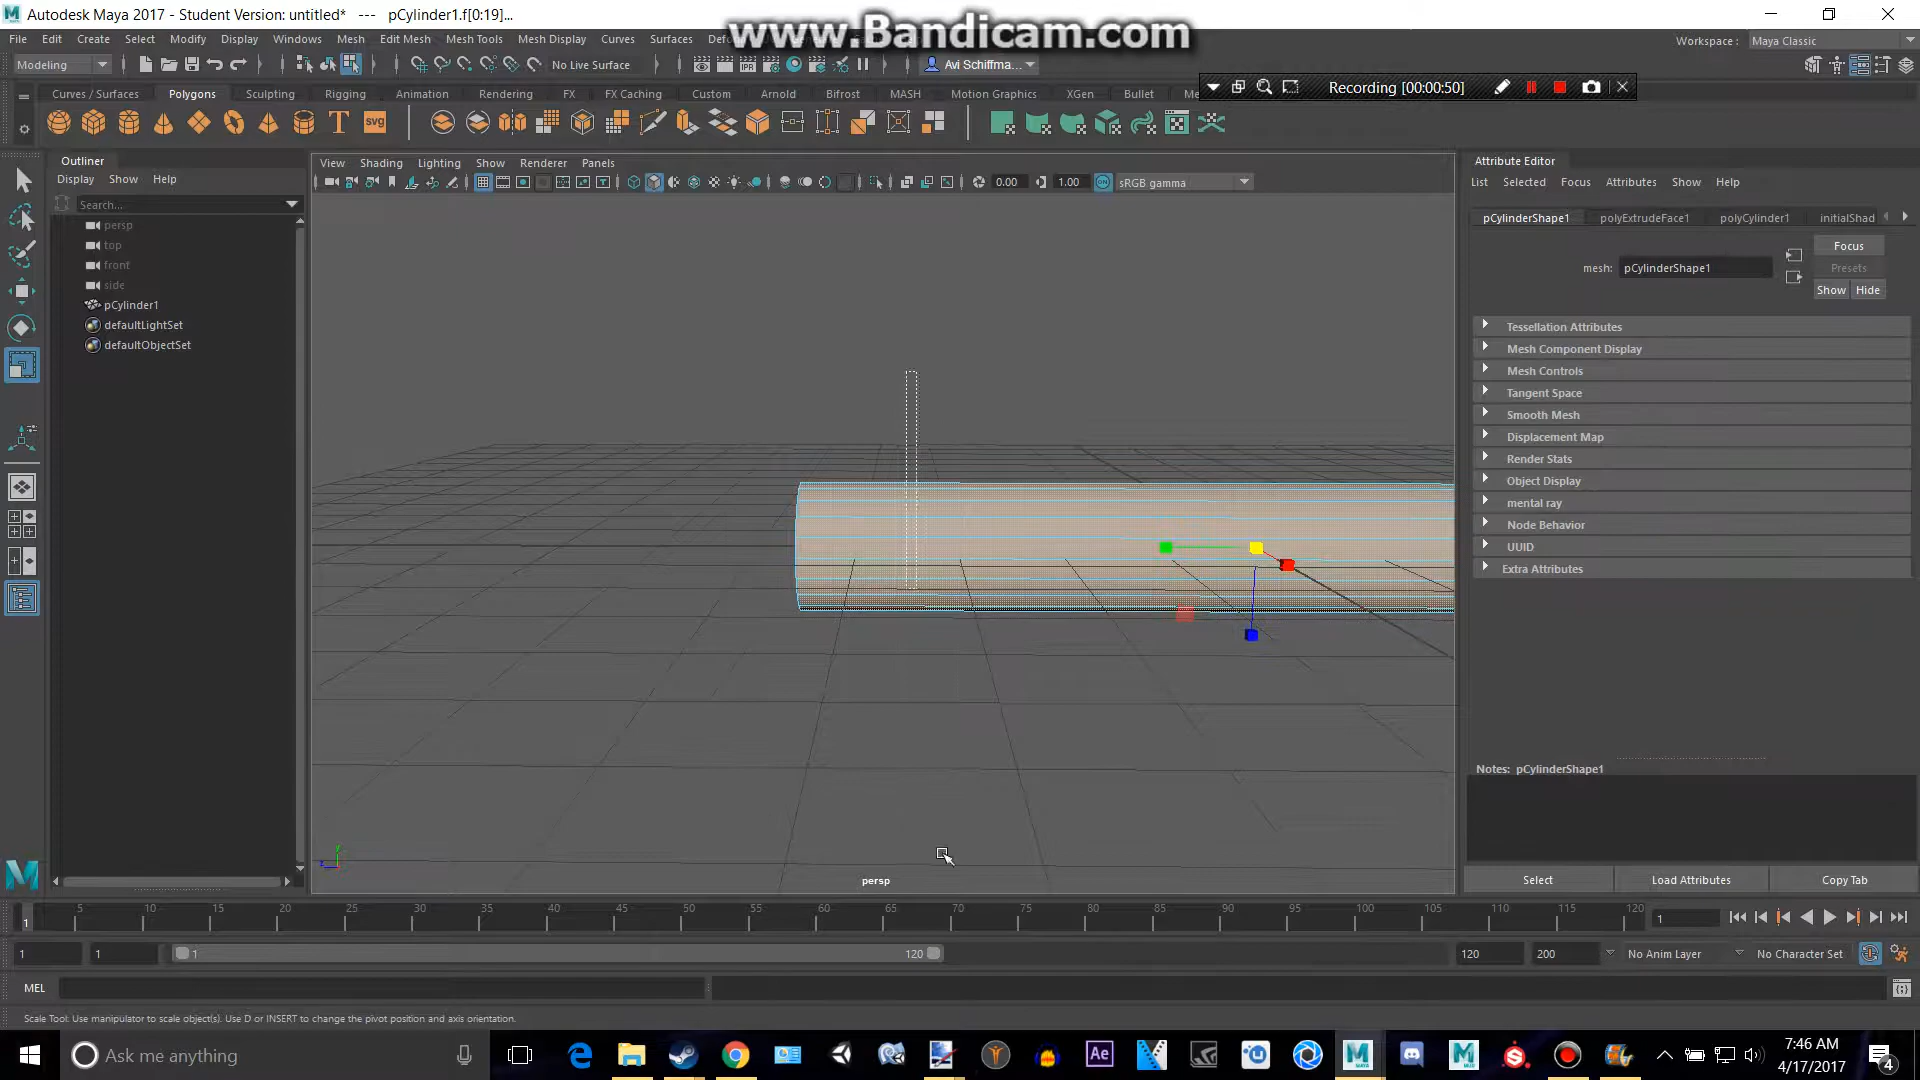 Autodesk Maya 2017 - Student Version: untitled*   ---   pCylinder1.f[0:19]...
www.Bandicam.com
File Edit Create Select Modify Display Windows Mesh Edit Mesh Mesh Tools Mesh Display Curves Surfaces
Workspace : Maya Classic
Modeling No Live Surface Avi Schiffma...
Recording [00:00:50]
Curves / Surfaces Polygons Sculpting Rigging Animation Rendering FX FX Caching Custom Arnold Bifrost MASH Motion Graphics XGen Bullet
T svg
Outliner
Display Show Help
Search...
persp
top
front
side
pCylinder1
defaultLightSet
defaultObjectSet
View Shading Lighting Show Renderer Panels
0.00 1.00 sRGB gamma
persp
Attribute Editor
List Selected Focus Attributes Show Help
pCylinderShape1 polyExtrudeFace1 polyCylinder1 initialShad
Focus
mesh: pCylinderShape1
Presets
Show Hide
Tessellation Attributes
Mesh Component Display
Mesh Controls
Tangent Space
Smooth Mesh
Displacement Map
Render Stats
Object Display
mental ray
Node Behavior
UUID
Extra Attributes
Notes: pCylinderShape1
Select Load Attributes Copy Tab
1 5 10 15 20 25 30 35 40 45 50 55 60 65 70 75 80 85 90 95 100 105 110 115 120 1
1 1 1 120 120 200 No Anim Layer No Character Set
MEL
Scale Tool: Use manipulator to scale object(s). Use D or INSERT to change the pivot position and axis orientation.
Ask me anything
Ae
7:46 AM
4/17/2017
4